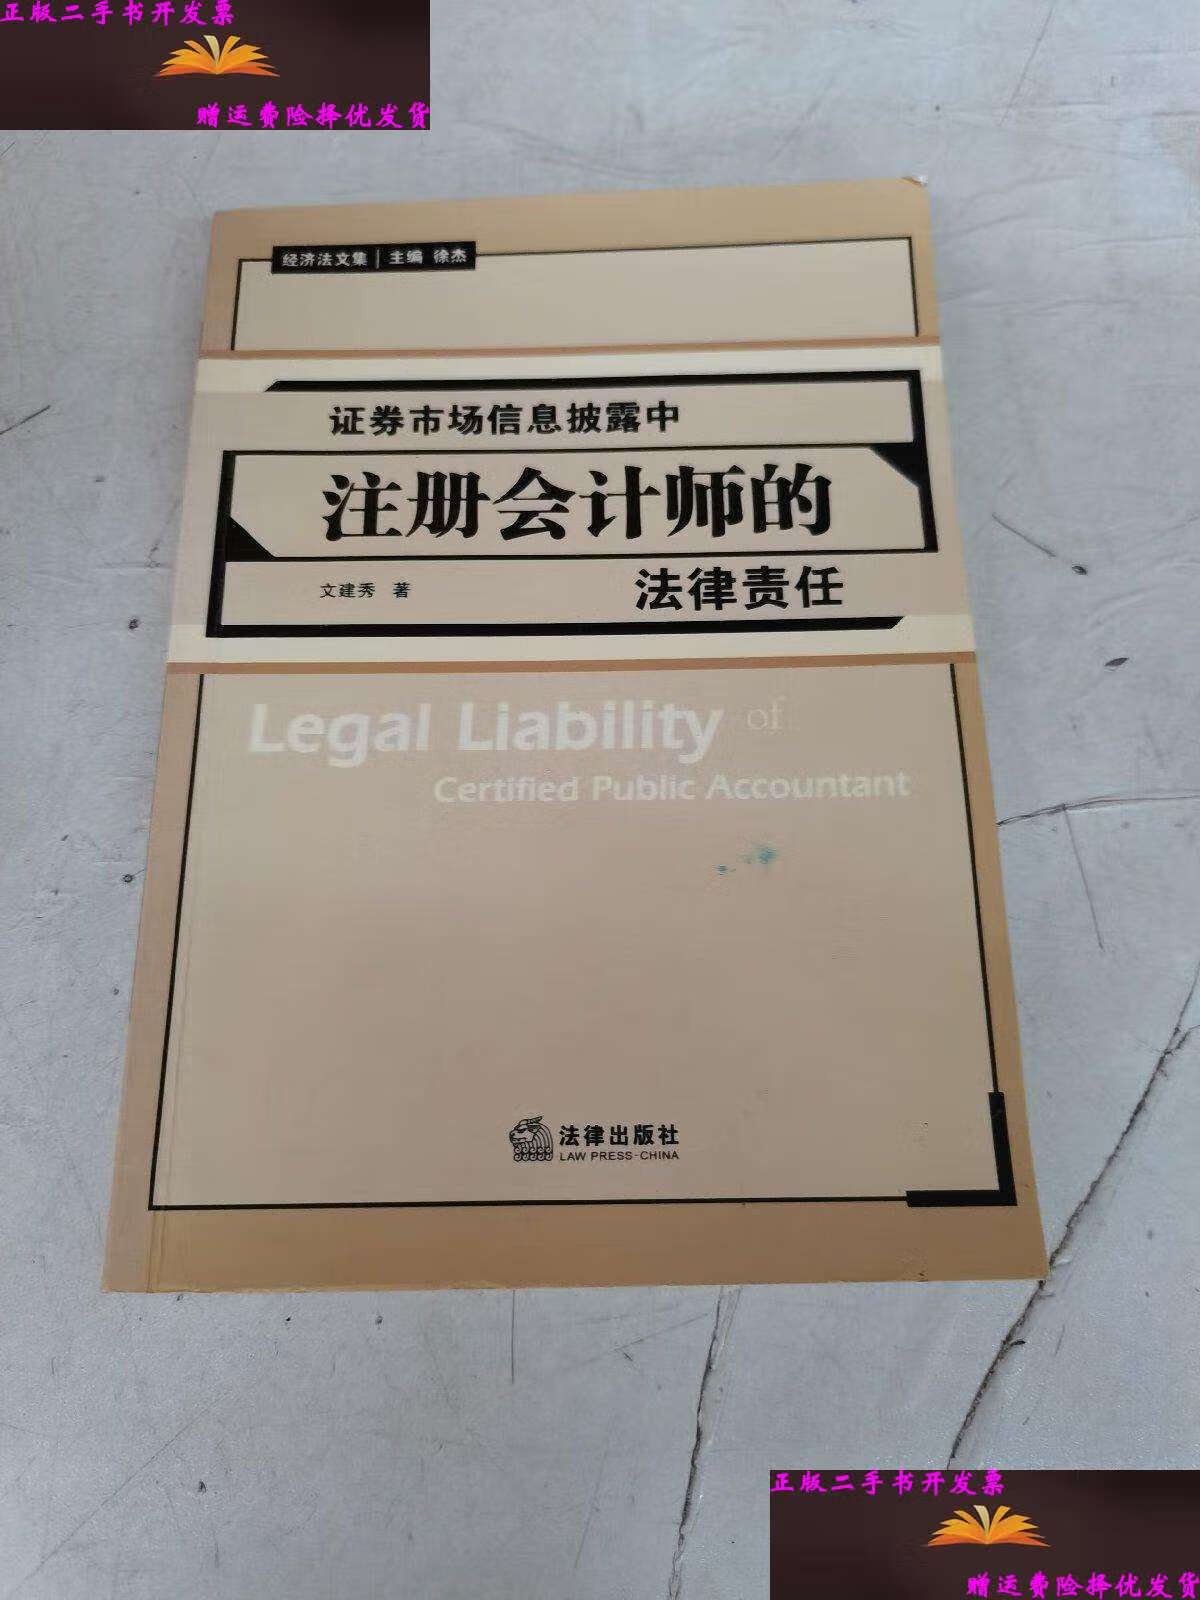 正版二手书开发票
赠运费险择优发货
经济法文集 | 主编 徐杰
证券市场信息披露中
注册会计师的
法律责任
文建秀 著
Legal Liability of
Certified Public Accountant
法律出版社
LAW PRESS·CHINA
正版二手书开发票
赠运费险择优发货